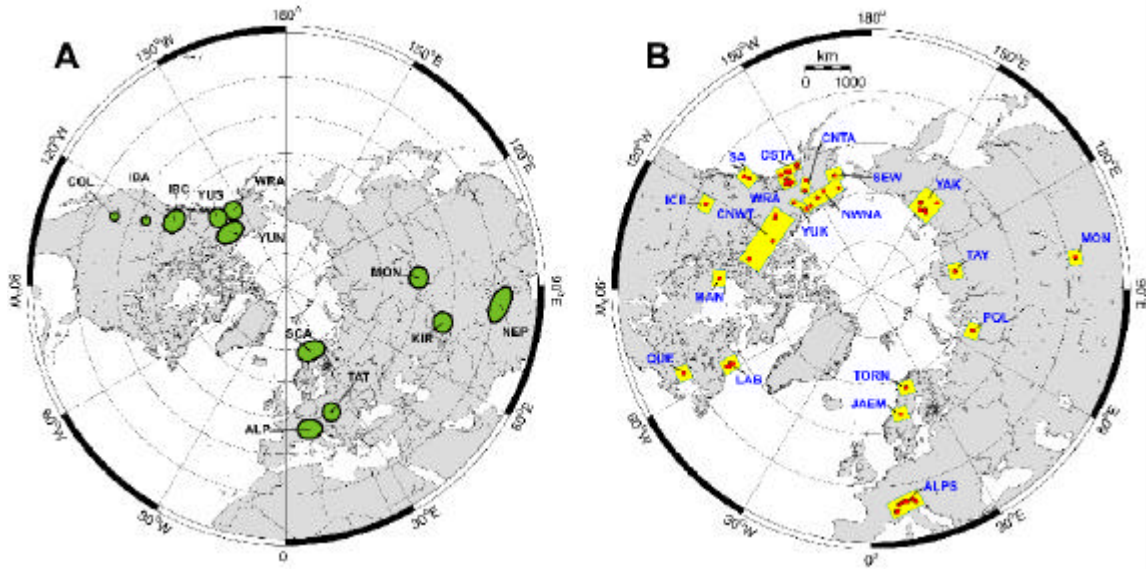 A
180°
150°W
150°E
120°W
120°E
COL
IDA
IBC
YUS
WRA
YUN
MON
90°W
90°E
KIR
NEP
SCA
TAT
ALP
60°W
60°E
30°W
30°E
0
B
180°
km
0 1000
150°W
150°E
CNTA
120°W
120°E
SA
CSTA
SEW
YAK
WRA
CNWT
YUK
NWNA
MON
TAY
90°W
90°E
BAN
POL
QUE
LAB
TORN
JAEM
60°W
60°E
ALPS
30°W
30°E
0°